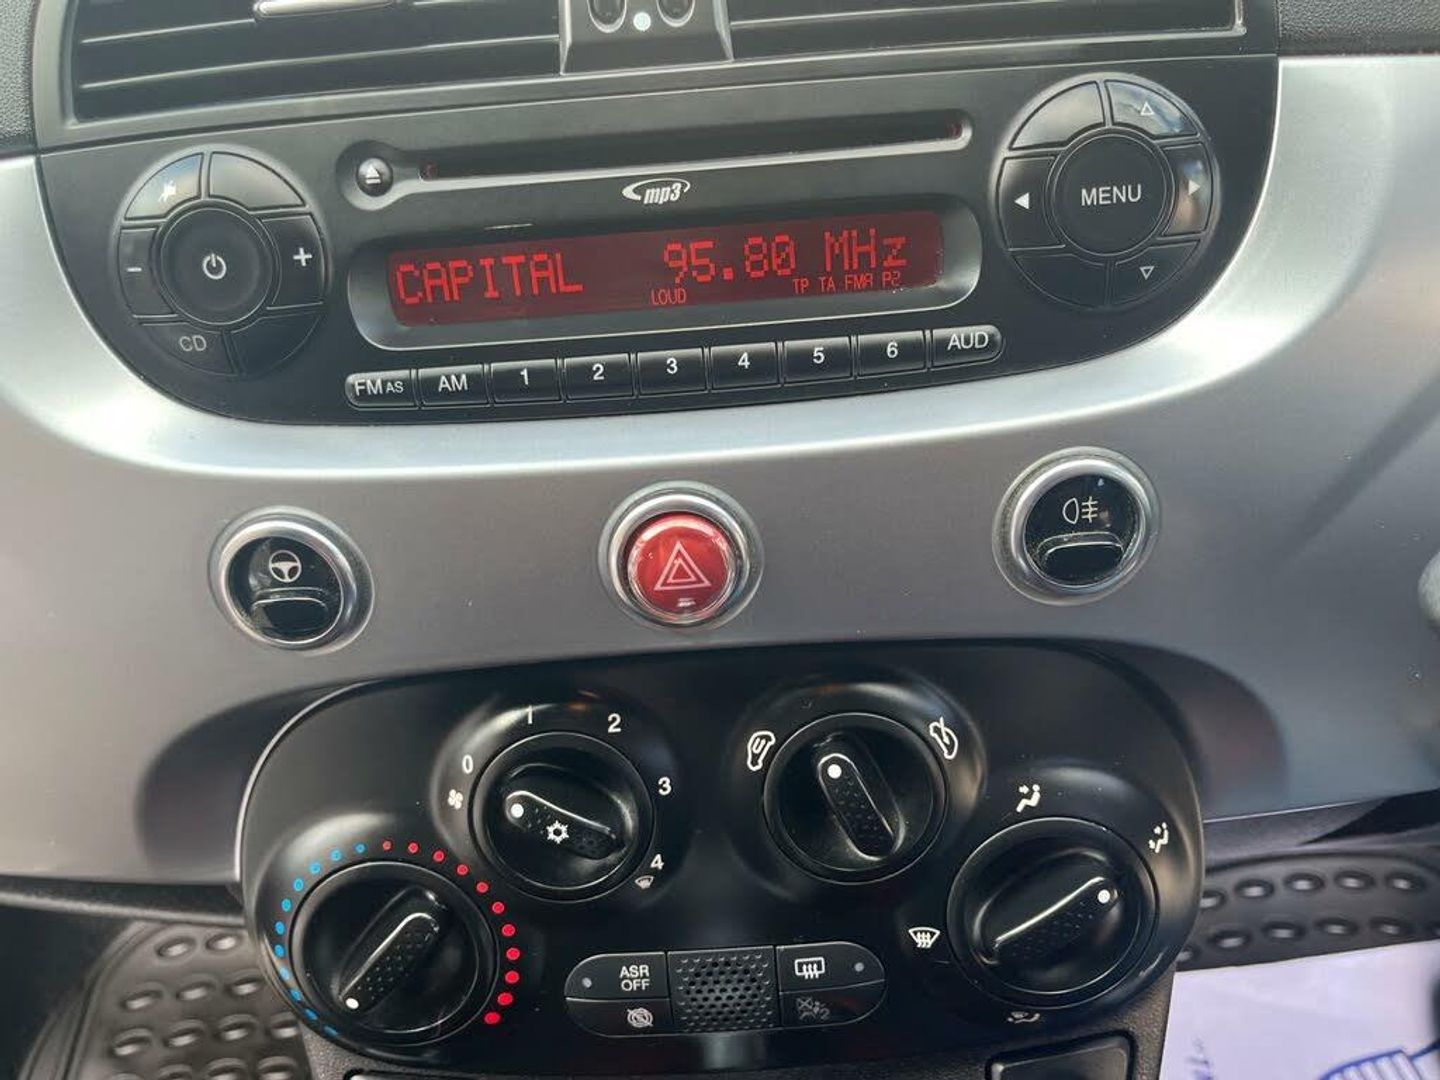 mp3
MENU
CAPITAL 95.80 MHz
LOUD TP TA FMA P2
- +
CD
FM AS AM 1 2 3 4 5 6 AUD
0 1 2 3 4
ASR
OFF